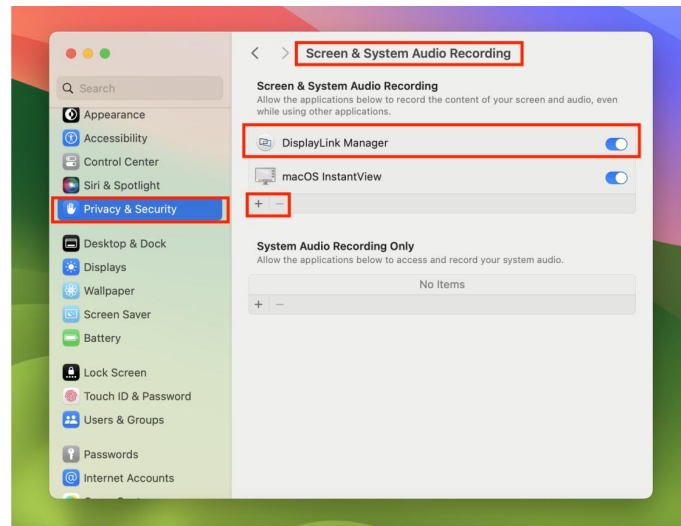 Screen & System Audio Recording
Search
Appearance
Accessibility
Control Center
Siri & Spotlight
Privacy & Security
Desktop & Dock
Displays
Wallpaper
Screen Saver
Battery
Lock Screen
Touch ID & Password
Users & Groups
Passwords
Internet Accounts
Screen & System Audio Recording
Allow the applications below to record the content of your screen and audio, even
while using other applications.
DisplayLink Manager
macOS InstantView
+ −
System Audio Recording Only
Allow the applications below to access and record your system audio.
No Items
+ −